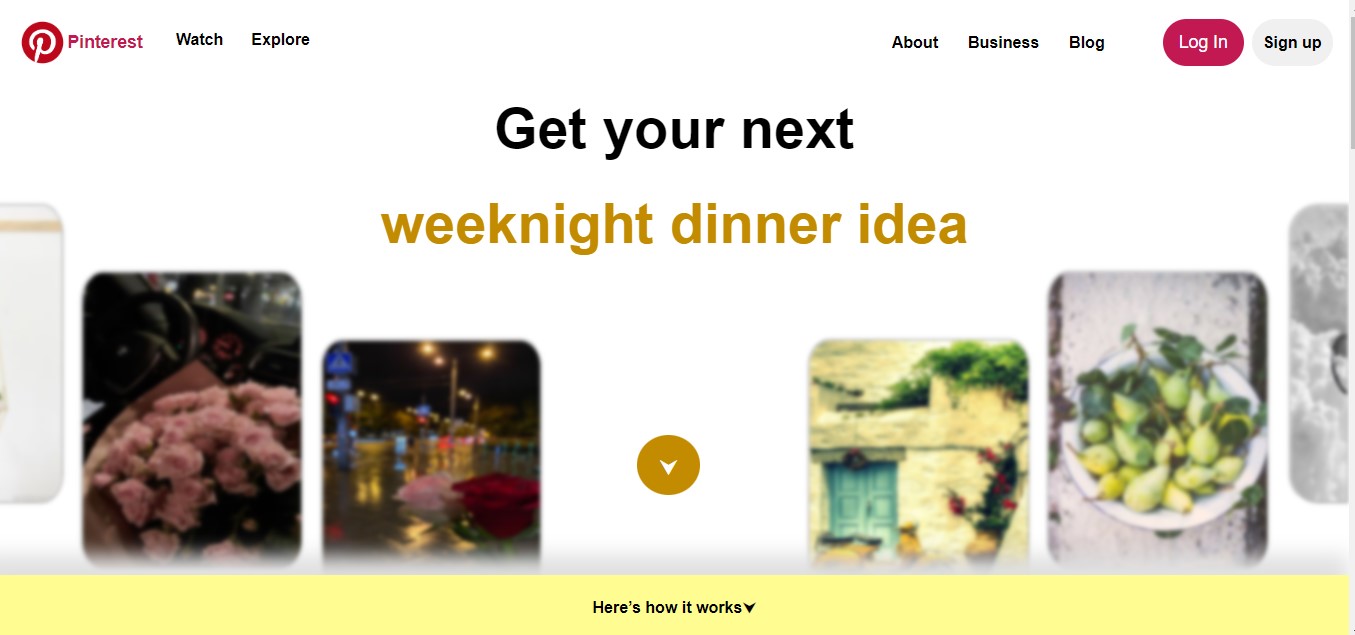 Pinterest Watch Explore About Business Blog Log In Sign up
Get your next
weeknight dinner idea
Here's how it works